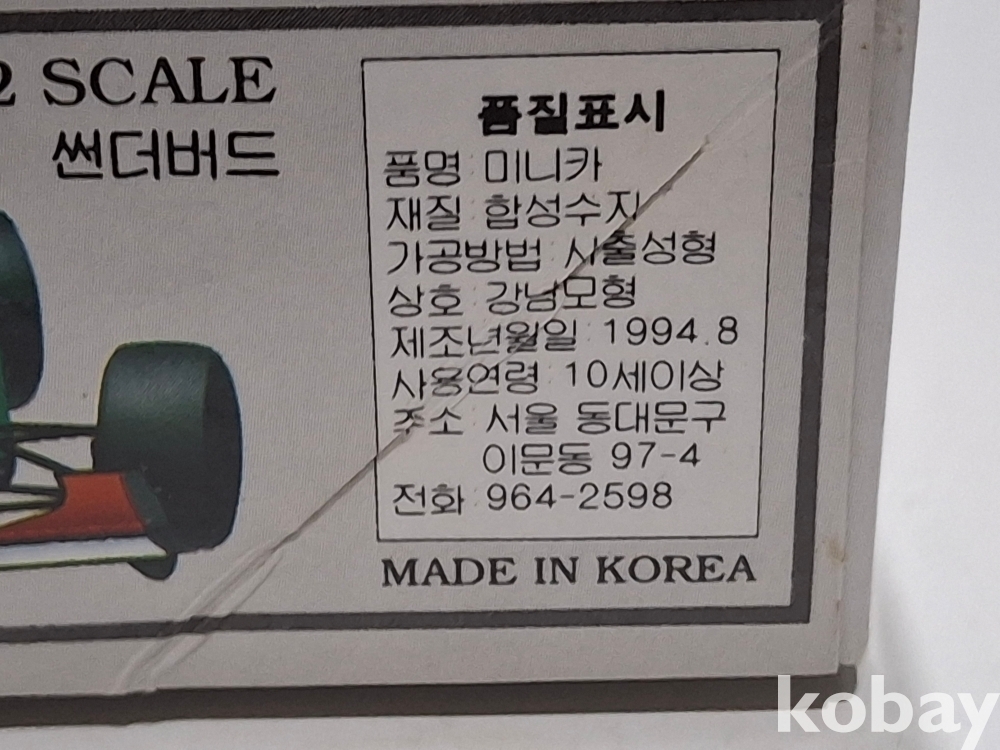 2 SCALE
썬더버드
품질표시
품명 : 미니카
재질 : 합성수지
가공방법 : 사출성형
상호 : 강남모형
제조년월일 : 1994.8
사용연령 : 10세이상
주소 : 서울 동대문구
이문동 97-4
전화 : 964-2598
MADE IN KOREA
kobay